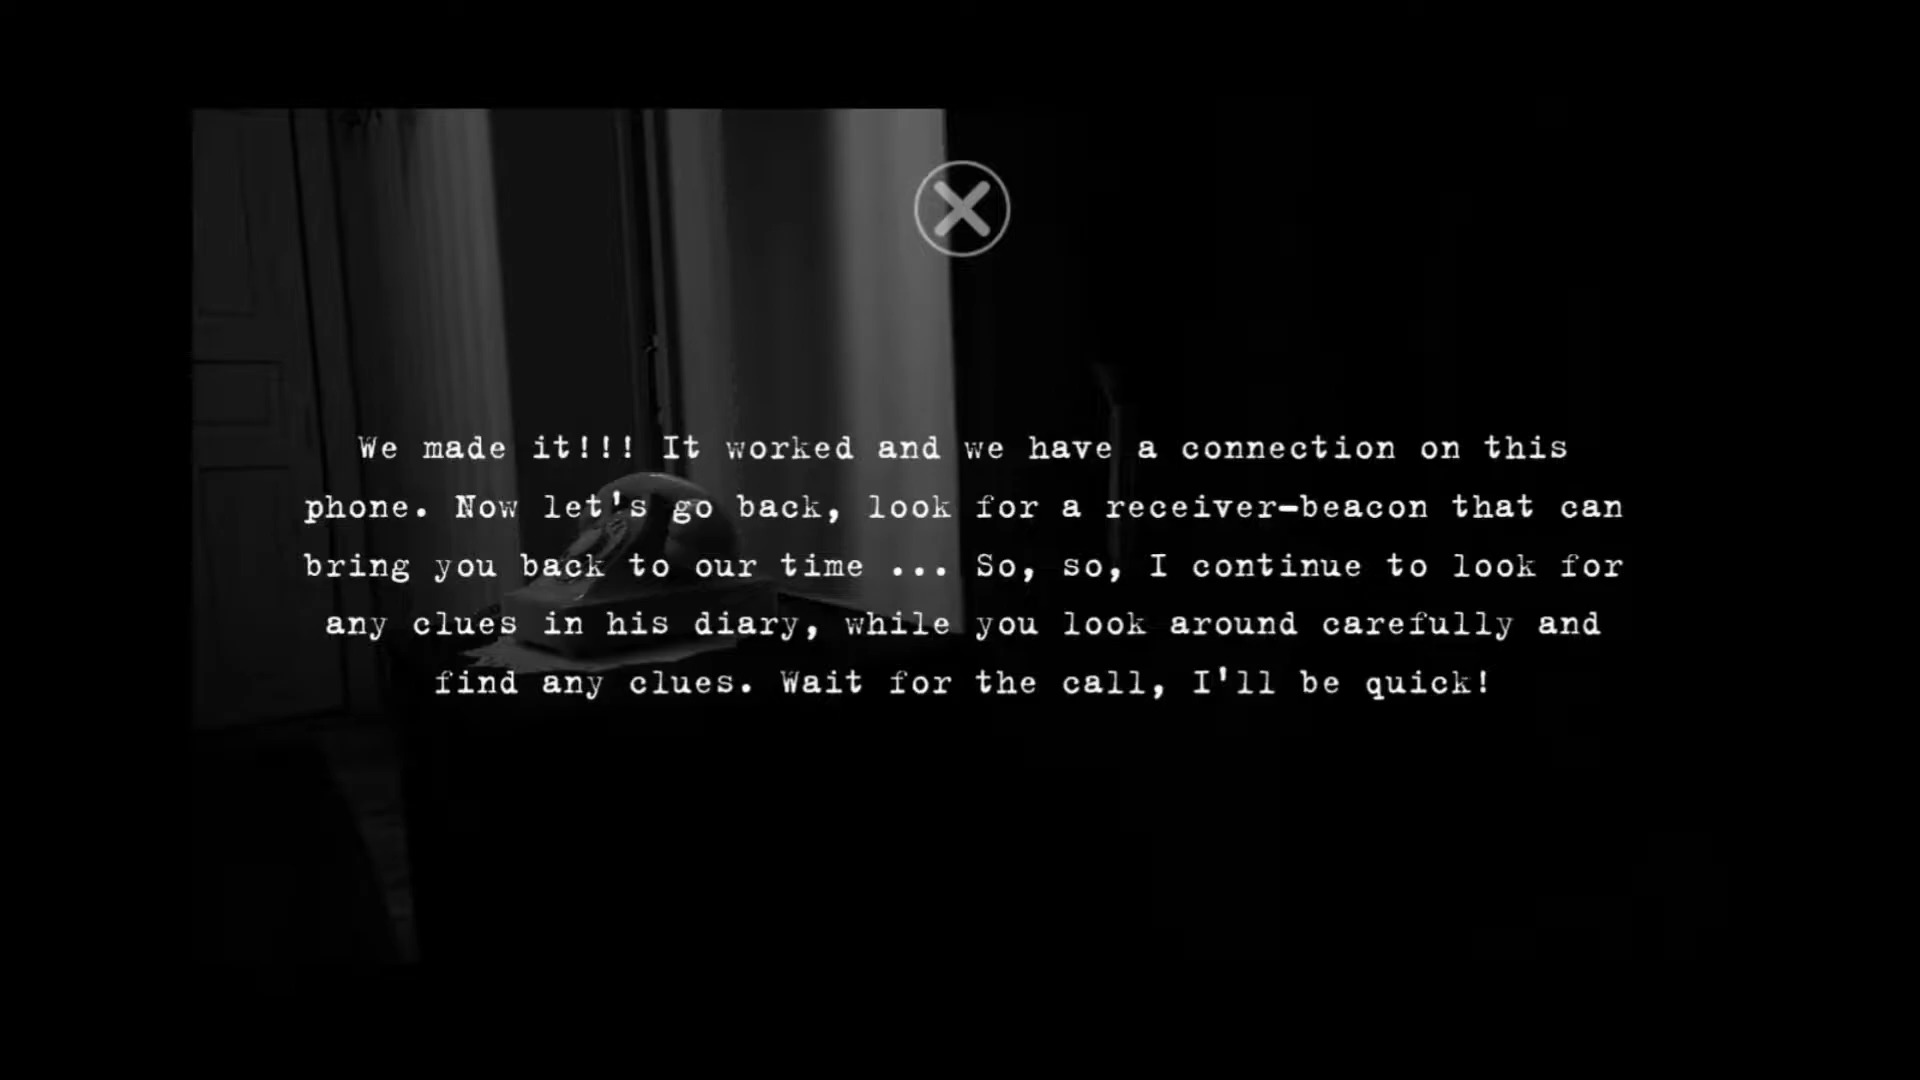 We made it!!! It worked and we have a connection on this
phone. Now let's go back, look for a receiver-beacon that can
bring you back to our time ... So, so, I continue to look for
any clues in his diary, while you look around carefully and
find any clues. Wait for the call, I'll be quick!